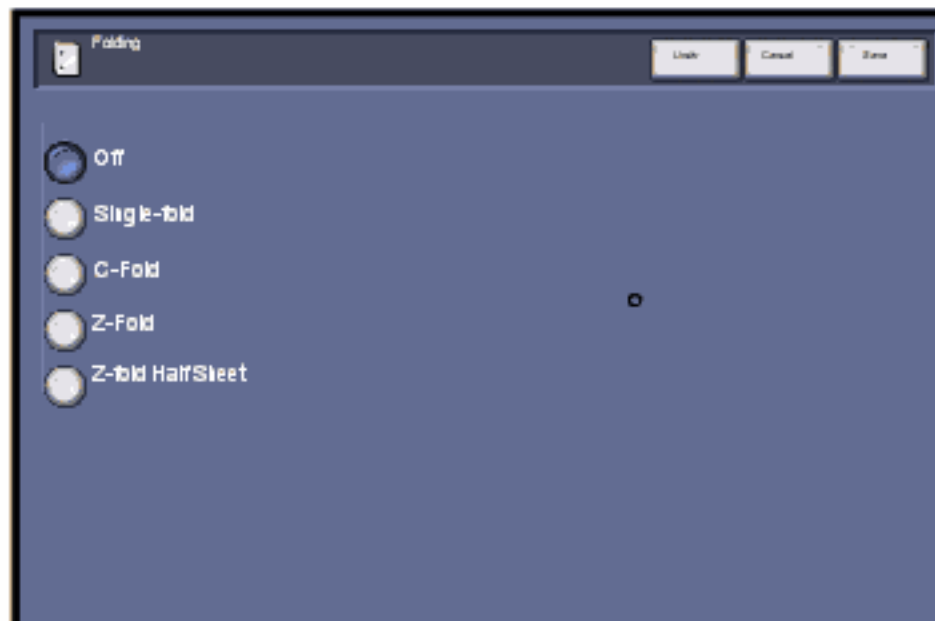 Folding
Undo Cancel Save
Off
Single-fold
C-Fold
Z-Fold
Z-fold Half Sheet